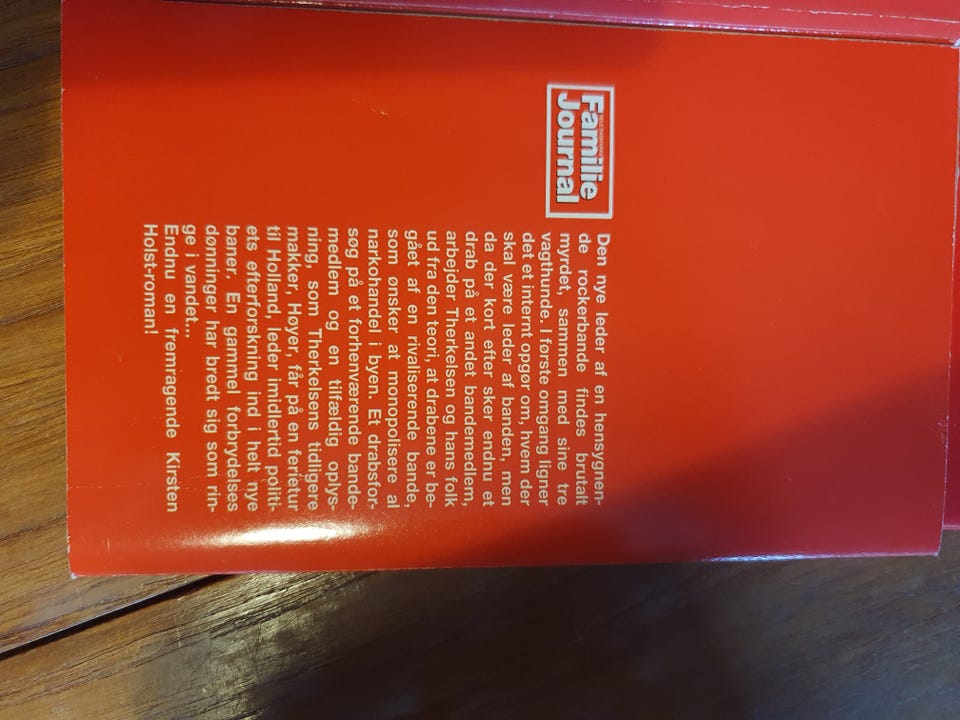 Familie
Journal
Den nye leder af en hensygnen-
de rockerbande findes brutalt
myrdet, sammen med sine tre
vagthunde. I første omgang ligner
det et internt opgør om, hvem der
skal være leder af banden, men
da der kort efter sker endnu et
drab på et andet bandemedlem,
arbejder Therkelsen og hans folk
ud fra den teori, at drabene er be-
gået af en rivaliserende bande,
som ønsker at monopolisere al
narkohandel i byen. Et drabsfor-
søg på et forhenværende bande-
medlem og en tilfældig oplys-
ning, som Therkelsens tidligere
makker, Høyer, får på en ferietur
til Holland, leder imidlertid politi-
ets efterforskning ind i helt nye
baner. En gammel forbrydelses
dønninger har bredt sig som rin-
ge i vandet...
Endnu en fremragende Kirsten
Holst-roman!